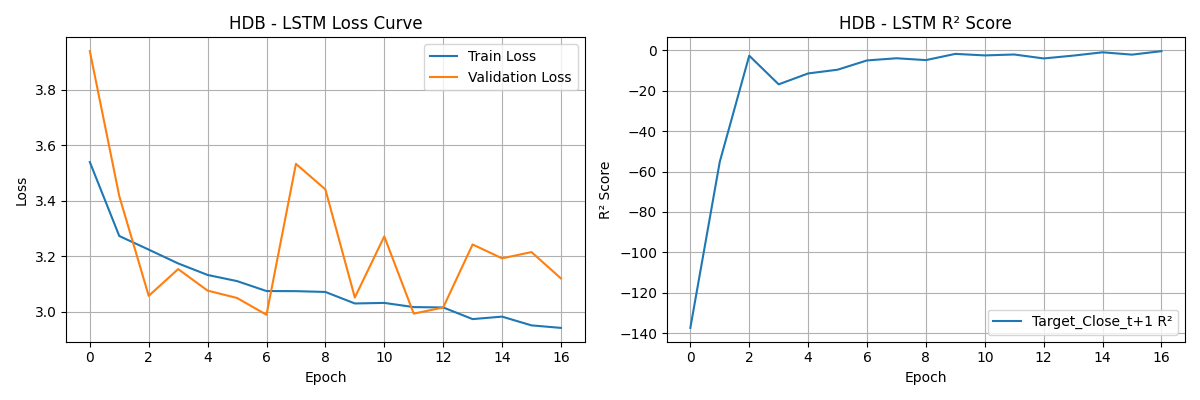 HDB - LSTM Loss Curve
Train Loss
Validation Loss
Loss
3.8
3.6
3.4
3.2
3.0
0 2 4 6 8 10 12 14 16
Epoch
HDB - LSTM R² Score
R² Score
0
−20
−40
−60
−80
−100
−120
−140
Target_Close_t+1 R²
0 2 4 6 8 10 12 14 16
Epoch